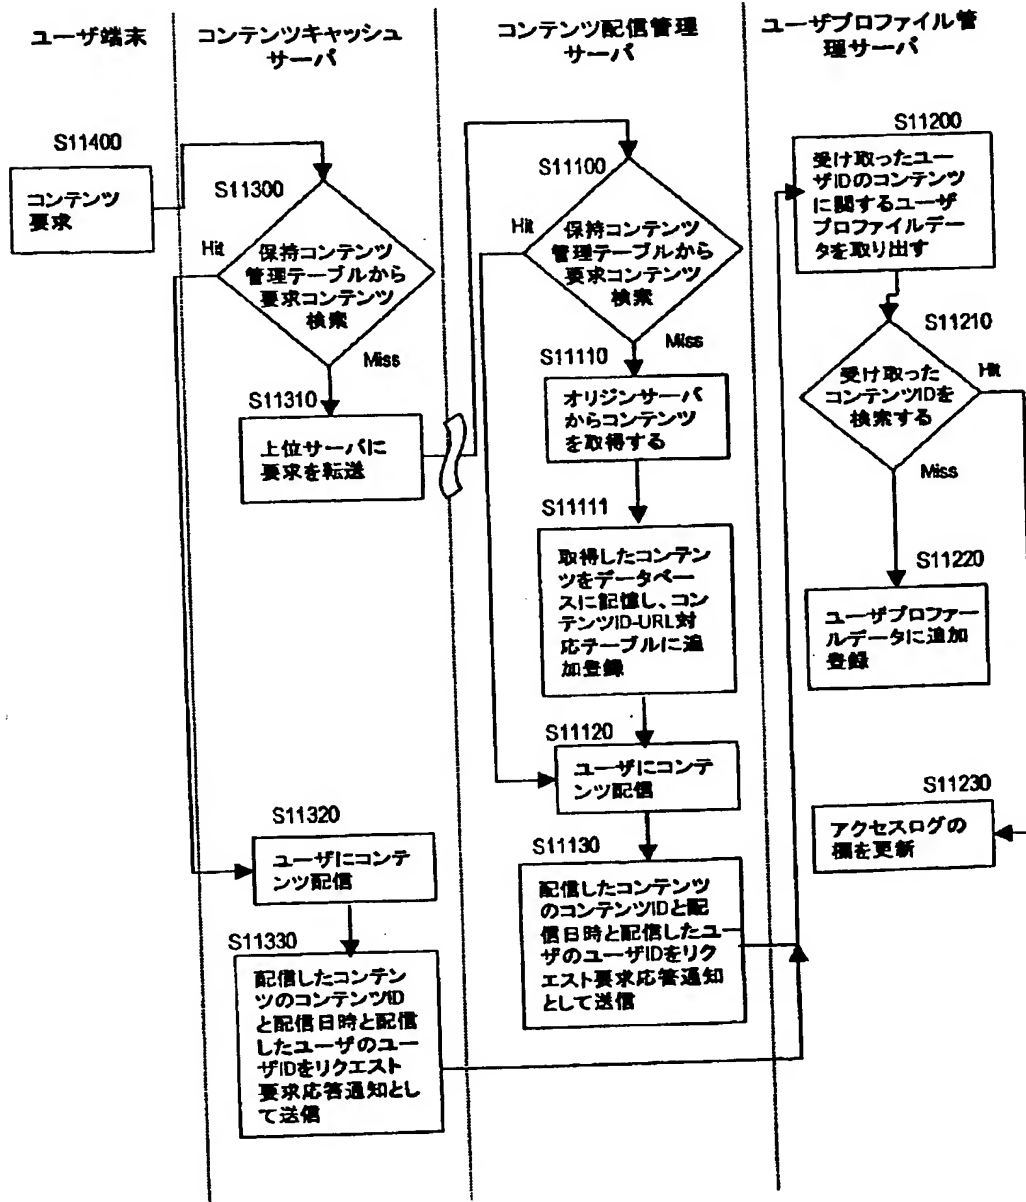 ユーザ端末
コンテンツキャッシュ
サーバ
コンテンツ配信管理
サーバ
ユーザプロファイル管
理サーバ
S11400
コンテンツ
要求
S11300
Hit
保持コンテンツ
管理テーブルから
要求コンテンツ
検索
Miss
S11310
上位サーバに
要求を転送
S11320
ユーザにコンテ
ンツ配信
S11330
配信したコンテン
ツのコンテンツID
と配信日時と配信
したユーザのユー
ザIDをリクエスト
要求応答通知とし
て送信
S11100
Hit
保持コンテンツ
管理テーブルから
要求コンテンツ
検索
Miss
S11110
オリジンサーバ
からコンテンツ
を取得する
S11111
取得したコンテン
ツをデータベー
スに記憶し、コン
テンツID-URL対
応テーブルに追
加登録
S11120
ユーザにコンテ
ンツ配信
S11130
配信したコンテンツ
のコンテンツIDと配
信日時と配信したユー
ザのユーザIDをリク
エスト要求応答通知
として送信
S11200
受け取ったユー
ザIDのコンテンツ
に関するユーザ
プロファイルデー
タを取り出す
S11210
受け取った
コンテンツIDを
検索する
Hit
Miss
S11220
ユーザプロファー
ルデータに追加
登録
S11230
アクセスログの
欄を更新